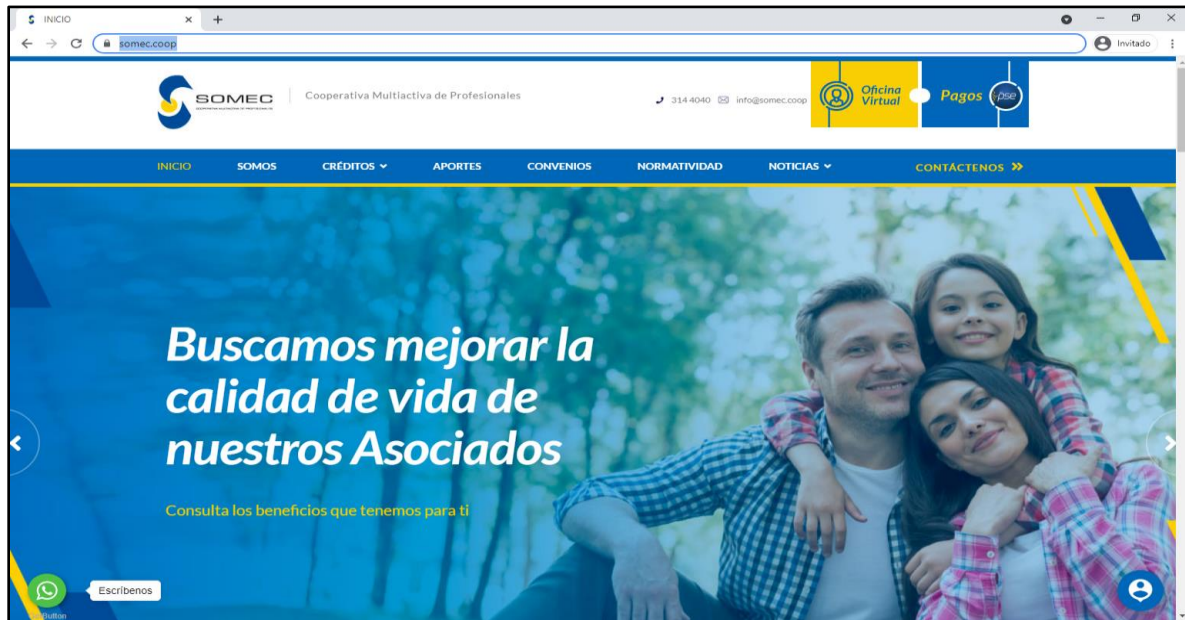 INICIO
somec.coop
Invitado
SOMEC
Cooperativa Multiactiva de Profesionales
314 4040
info@somec.coop
Oficina
Virtual
Pagos
pse
INICIO SOMOS CRÉDITOS APORTES CONVENIOS NORMATIVIDAD NOTICIAS CONTÁCTENOS
Buscamos mejorar la
calidad de vida de
nuestros Asociados
Consulta los beneficios que tenemos para ti
Escríbenos
Button